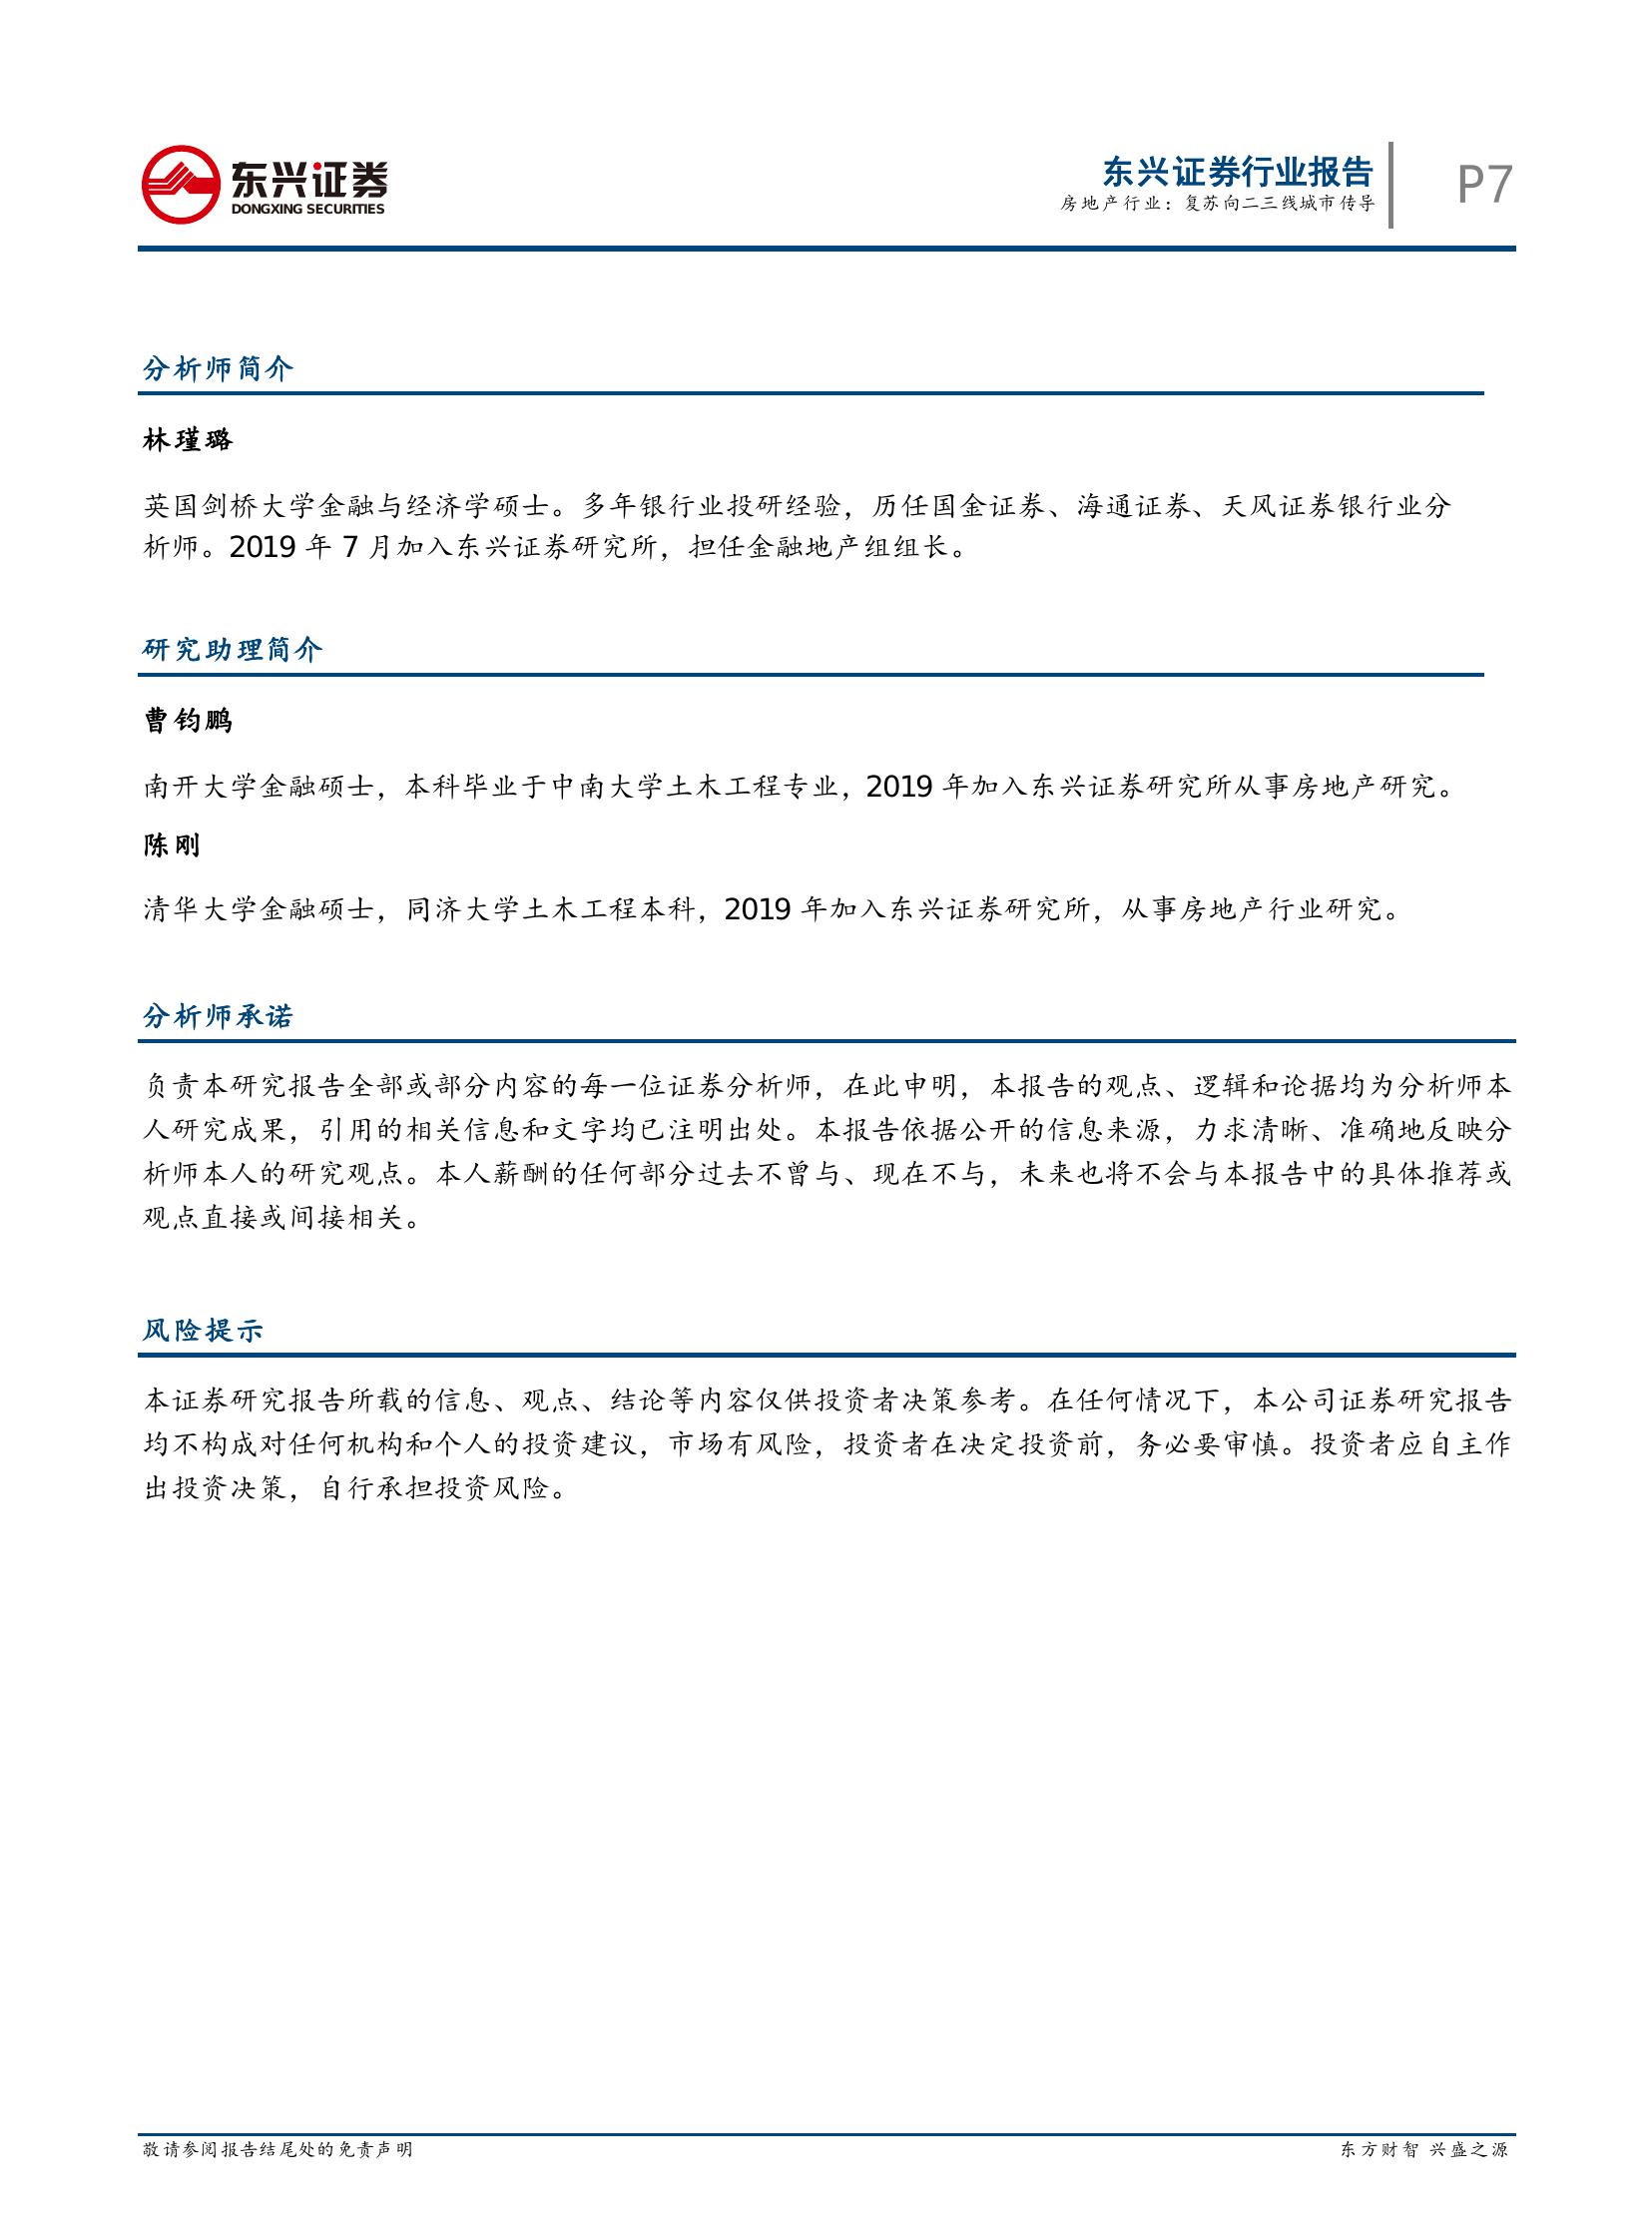 东兴证券
DONGXING SECURITIES
东兴证券行业报告
房地产行业：复苏向二三线城市传导
P7
分析师简介
林瑾璐
英国剑桥大学金融与经济学硕士。多年银行业投研经验，历任国金证券、海通证券、天风证券银行业分
析师。2019 年 7 月加入东兴证券研究所，担任金融地产组组长。
研究助理简介
曹钧鹏
南开大学金融硕士，本科毕业于中南大学土木工程专业，2019 年加入东兴证券研究所从事房地产研究。
陈刚
清华大学金融硕士，同济大学土木工程本科，2019 年加入东兴证券研究所，从事房地产行业研究。
分析师承诺
负责本研究报告全部或部分内容的每一位证券分析师，在此申明，本报告的观点、逻辑和论据均为分析师本
人研究成果，引用的相关信息和文字均已注明出处。本报告依据公开的信息来源，力求清晰、准确地反映分
析师本人的研究观点。本人薪酬的任何部分过去不曾与、现在不与，未来也将不会与本报告中的具体推荐或
观点直接或间接相关。
风险提示
本证券研究报告所载的信息、观点、结论等内容仅供投资者决策参考。在任何情况下，本公司证券研究报告
均不构成对任何机构和个人的投资建议，市场有风险，投资者在决定投资前，务必要审慎。投资者应自主作
出投资决策，自行承担投资风险。
敬请参阅报告结尾处的免责声明
东方财智 兴盛之源